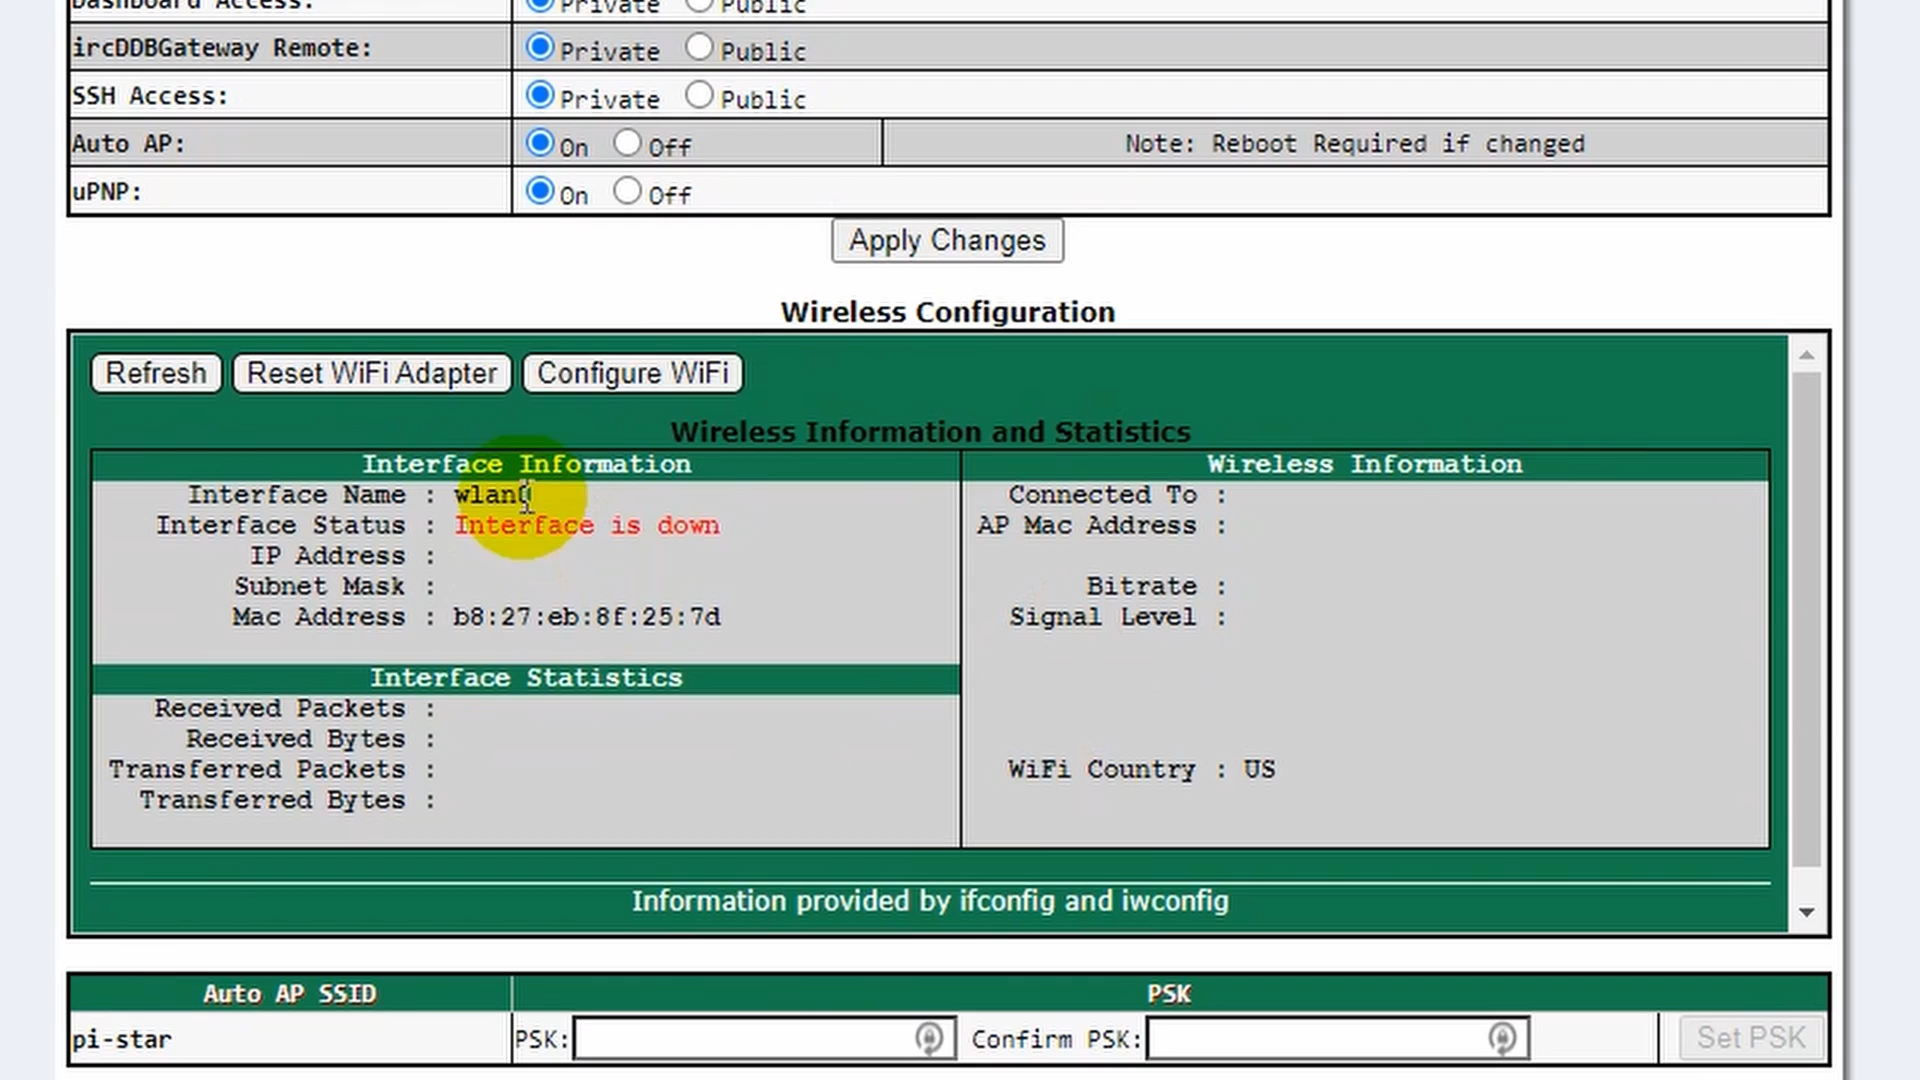 Dashboard Access: Private Public
ircDDBGateway Remote: Private Public
SSH Access: Private Public
Auto AP: On Off Note: Reboot Required if changed
uPNP: On Off
Apply Changes
Wireless Configuration
Refresh Reset WiFi Adapter Configure WiFi
Wireless Information and Statistics
Interface Information
Interface Name : wlan0
Interface Status : Interface is down
IP Address :
Subnet Mask :
Mac Address : b8:27:eb:8f:25:7d
Interface Statistics
Received Packets :
Received Bytes :
Transferred Packets :
Transferred Bytes :
Wireless Information
Connected To :
AP Mac Address :
Bitrate :
Signal Level :
WiFi Country : US
Information provided by ifconfig and iwconfig
Auto AP SSID PSK
pi-star PSK: Confirm PSK: Set PSK